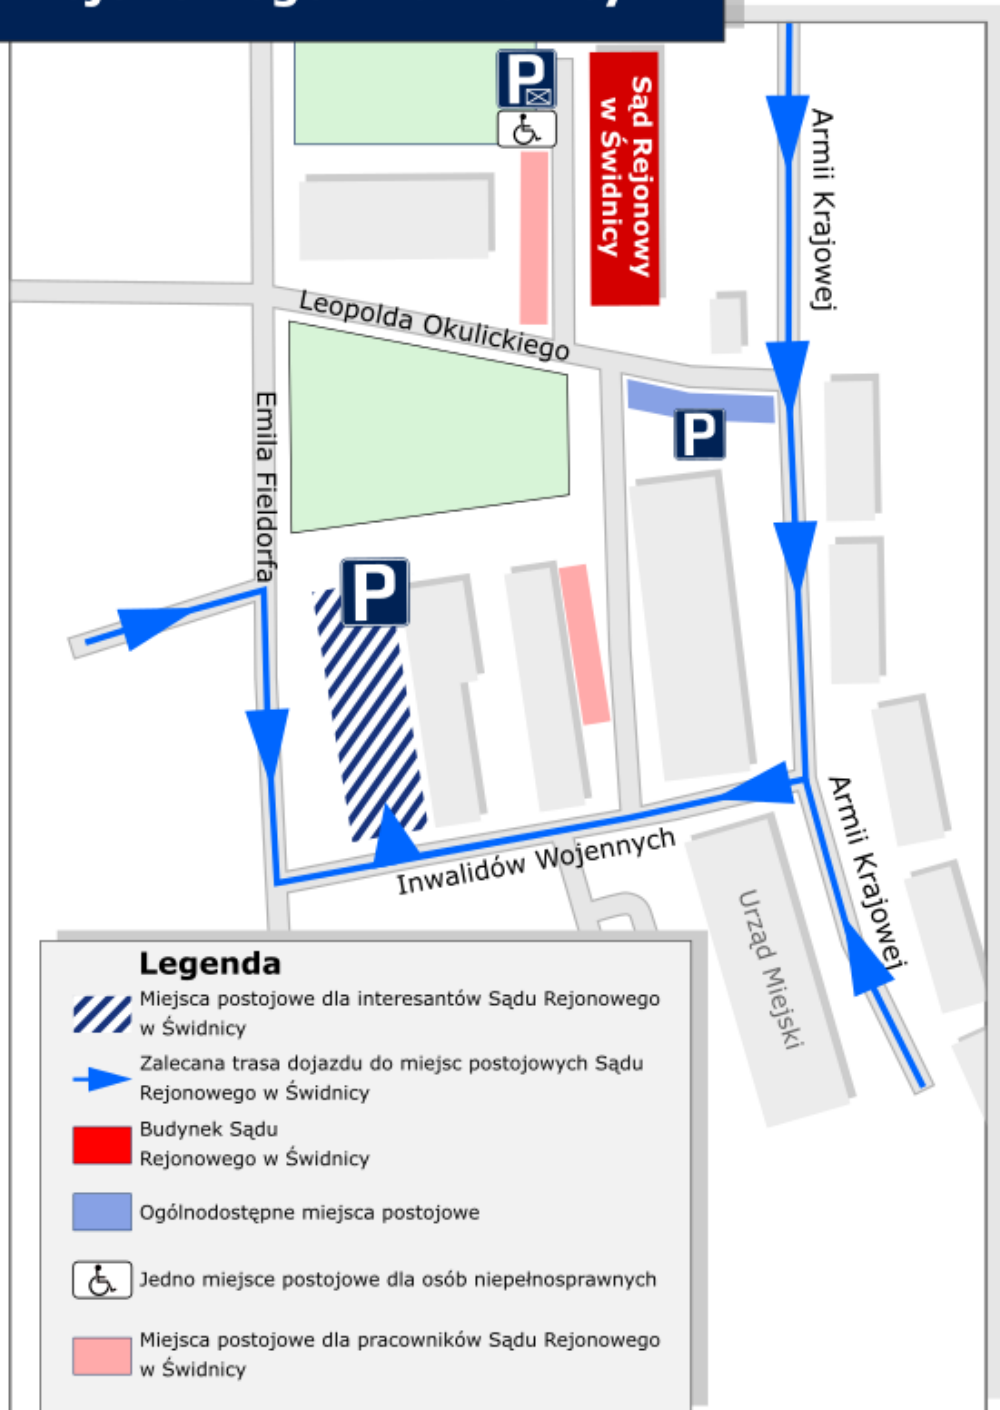 P
Sąd Rejonowy
w Świdnicy
Armii Krajowej
Leopolda Okulickiego
Emila Fieldorfa
P
P
Inwalidów Wojennych
Armii Krajowej
Urząd Miejski
Legenda
Miejsca postojowe dla interesantów Sądu Rejonowego
w Świdnicy
Zalecana trasa dojazdu do miejsc postojowych Sądu
Rejonowego w Świdnicy
Budynek Sądu
Rejonowego w Świdnicy
Ogólnodostępne miejsca postojowe
Jedno miejsce postojowe dla osób niepełnosprawnych
Miejsca postojowe dla pracowników Sądu Rejonowego
w Świdnicy